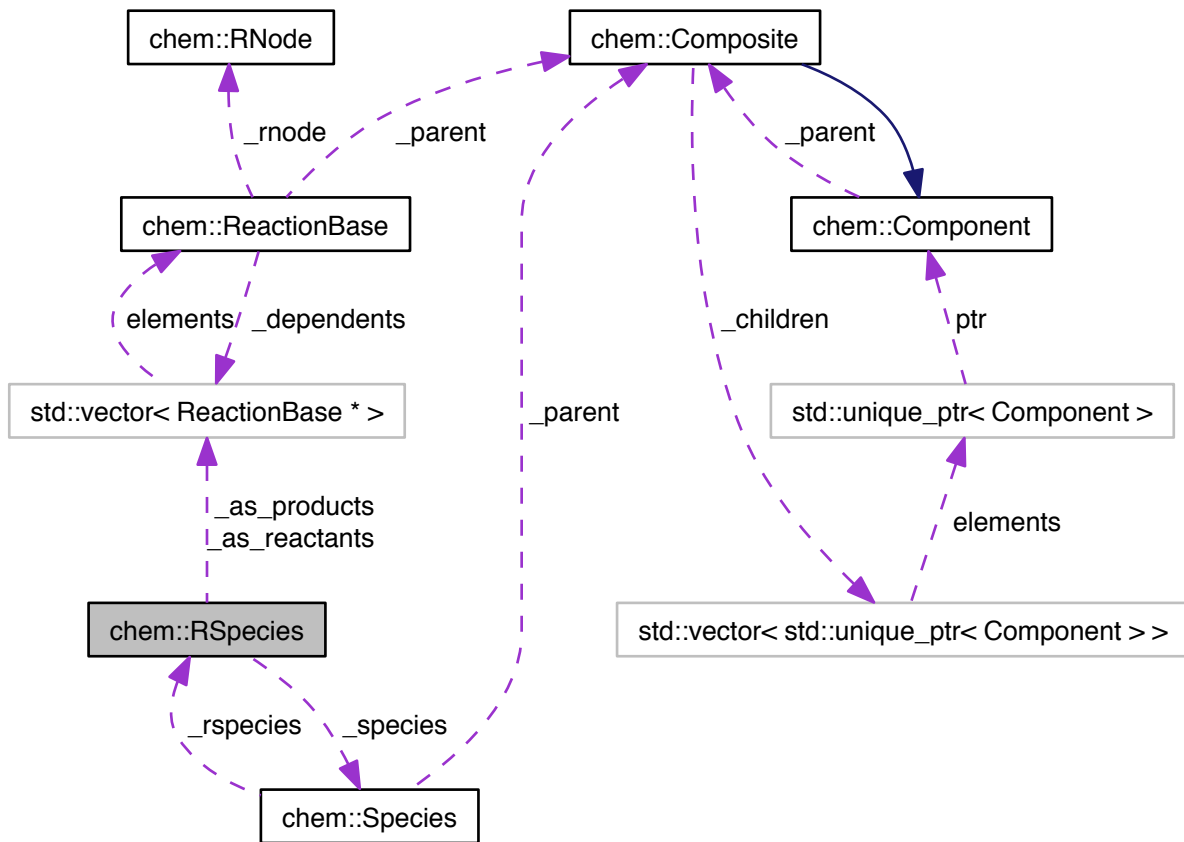 chem::RNode
chem::Composite
_rnode
_parent
_parent
chem::ReactionBase
chem::Component
elements
_dependents
_children
ptr
std::vector< ReactionBase * >
std::unique_ptr< Component >
_parent
_as_products
_as_reactants
elements
chem::RSpecies
std::vector< std::unique_ptr< Component > >
_rspecies
_species
chem::Species